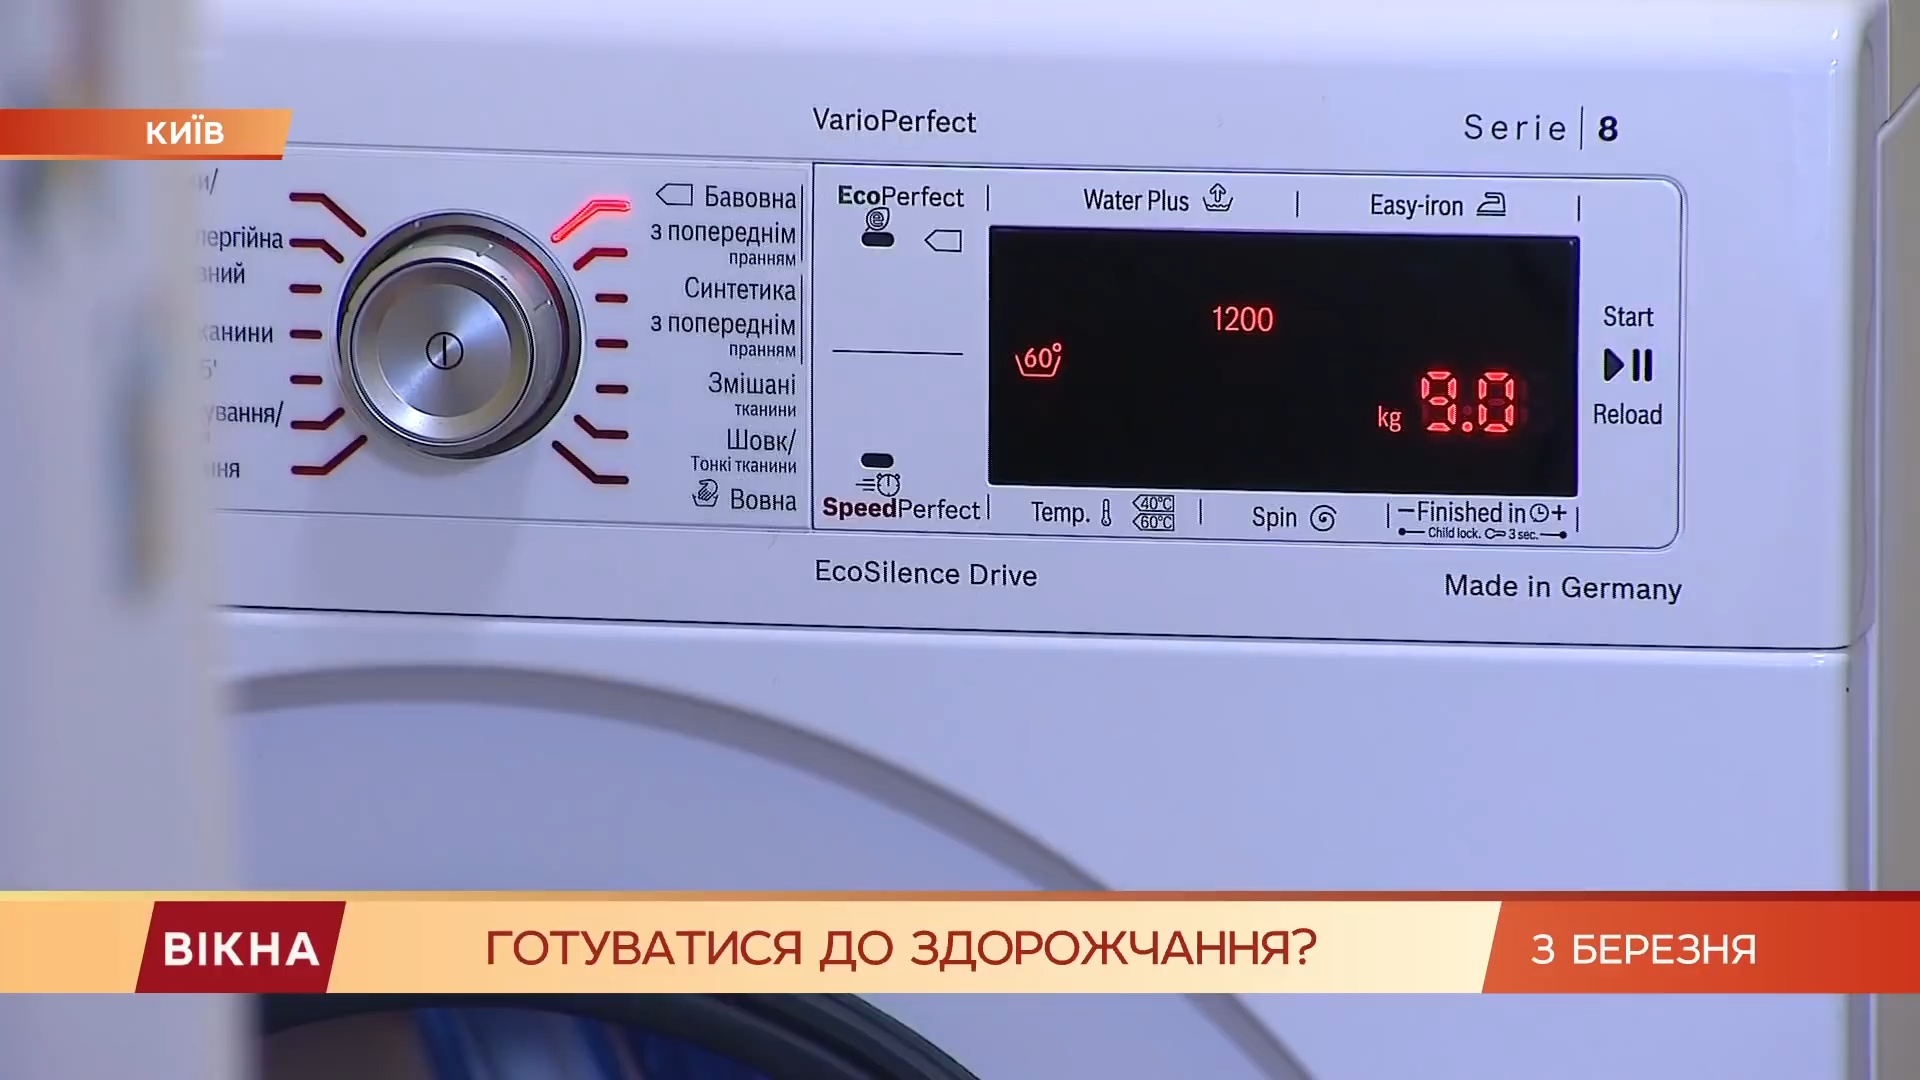 КИЇВ
VarioPerfect
Serie | 8
Бавовна
з попереднім
пранням
Синтетика
з попереднім
пранням
Змішані
тканини
Шовк/
Тонкі тканини
Вовна
EcoPerfect
Water Plus
Easy-iron
1200
60°
kg 9.0
Start
Reload
SpeedPerfect
Temp.
40°C
60°C
Spin
Finished in +
Child lock. 3 sec.
EcoSilence Drive
Made in Germany
ВІКНА
ГОТУВАТИСЯ ДО ЗДОРОЖЧАННЯ?
3 БЕРЕЗНЯ